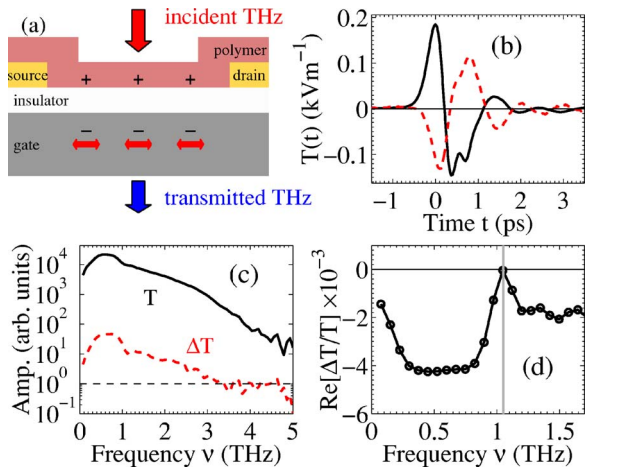 (a)
incident THz
polymer
source
+ + +
drain
insulator
gate
− − −
transmitted THz
(b)
T(t) (kVm⁻¹)
0.2
0.1
0
−0.1
−1 0 1 2 3
Time t (ps)
(c)
Amp. (arb. units)
10⁴
10³
10²
10¹
10⁰
10⁻¹
T
ΔT
0 1 2 3 4 5
Frequency ν (THz)
(d)
Re[ΔT/T] ×10⁻³
0
−2
−4
−6
0 0.5 1 1.5
Frequency ν (THz)